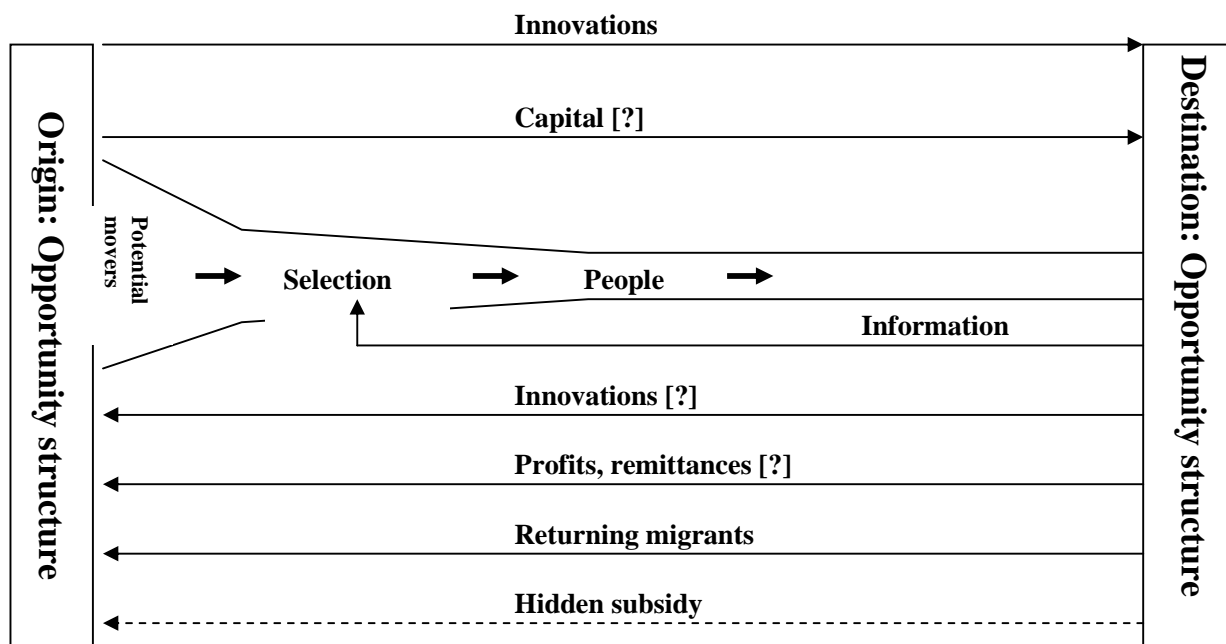 Innovations
Capital [?]
Origin: Opportunity structure
Potential
movers
Selection
People
Information
Innovations [?]
Profits, remittances [?]
Returning migrants
Hidden subsidy
Destination: Opportunity structure